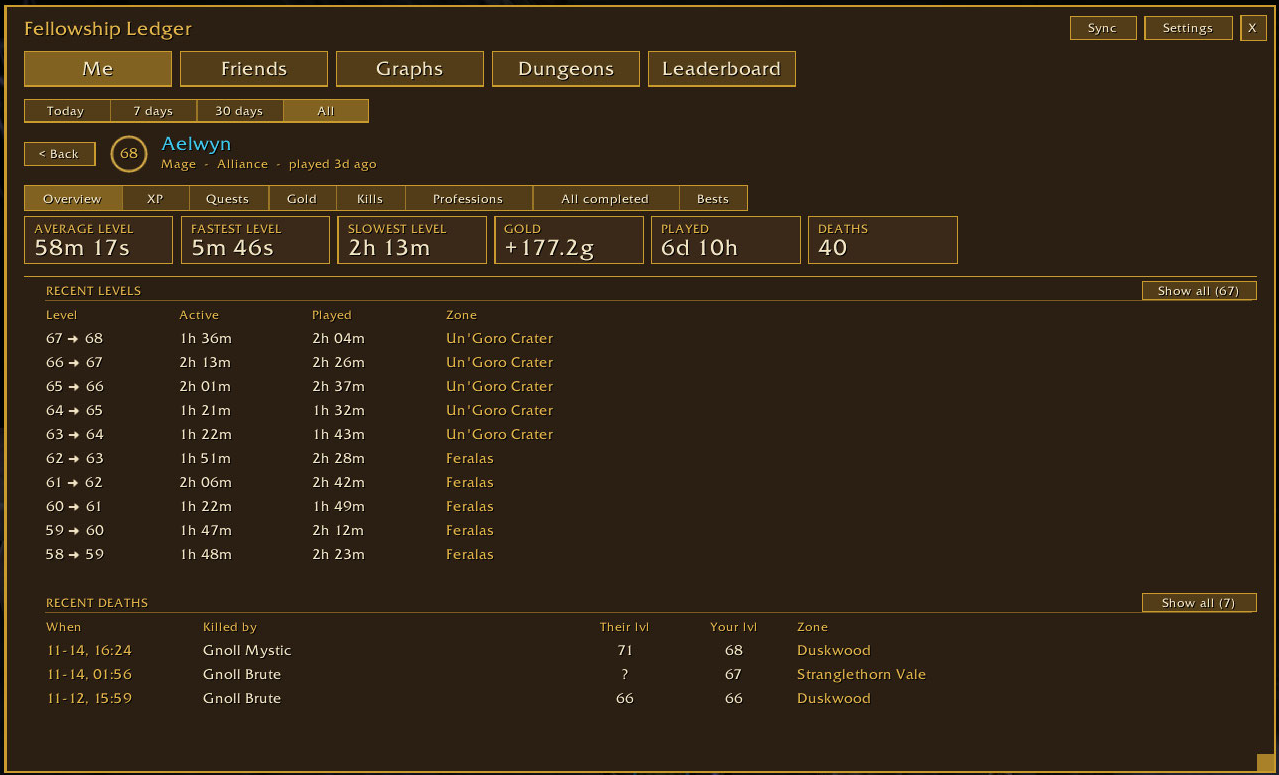 Fellowship Ledger Sync Settings X
Me Friends Graphs Dungeons Leaderboard
Today 7 days 30 days All
< Back 68 Aelwyn
Mage - Alliance - played 3d ago
Overview XP Quests Gold Kills Professions All completed Bests
AVERAGE LEVEL FASTEST LEVEL SLOWEST LEVEL GOLD PLAYED DEATHS
58m 17s 5m 46s 2h 13m +177.2g 6d 10h 40
RECENT LEVELS Show all (67)
Level Active Played Zone
67 → 68 1h 36m 2h 04m Un'Goro Crater
66 → 67 2h 13m 2h 26m Un'Goro Crater
65 → 66 2h 01m 2h 37m Un'Goro Crater
64 → 65 1h 21m 1h 32m Un'Goro Crater
63 → 64 1h 22m 1h 43m Un'Goro Crater
62 → 63 1h 51m 2h 28m Feralas
61 → 62 2h 06m 2h 42m Feralas
60 → 61 1h 22m 1h 49m Feralas
59 → 60 1h 47m 2h 12m Feralas
58 → 59 1h 48m 2h 23m Feralas
RECENT DEATHS Show all (7)
When Killed by Their lvl Your lvl Zone
11-14, 16:24 Gnoll Mystic 71 68 Duskwood
11-14, 01:56 Gnoll Brute ? 67 Stranglethorn Vale
11-12, 15:59 Gnoll Brute 66 66 Duskwood